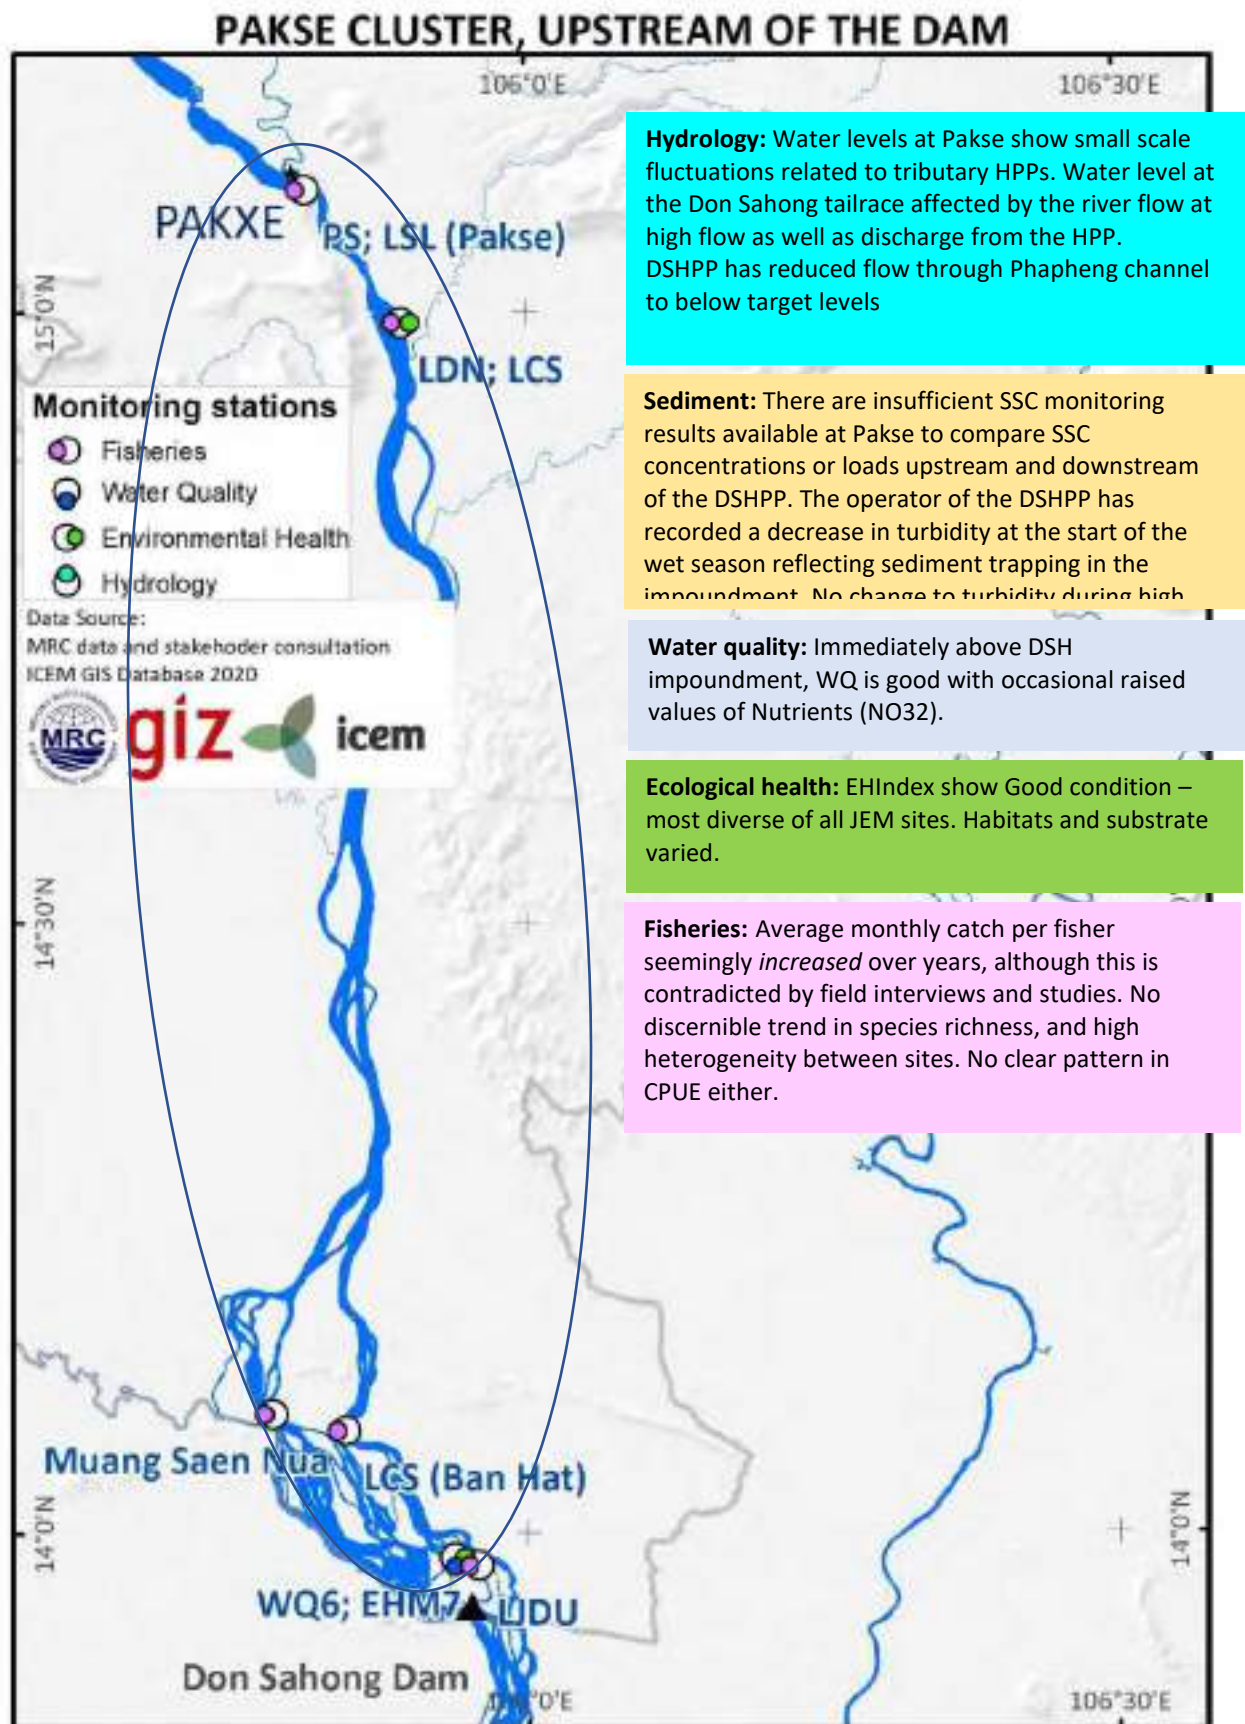 PAKSE CLUSTER, UPSTREAM OF THE DAM
106°0'E
106°30'E
Hydrology: Water levels at Pakse show small scale
fluctuations related to tributary HPPs. Water level at
the Don Sahong tailrace affected by the river flow at
high flow as well as discharge from the HPP.
DSHPP has reduced flow through Phapheng channel
to below target levels
PAKXE
PS; LSL (Pakse)
15°0'N
LDN; LCS
Monitoring stations
Fisheries
Water Quality
Environmental Health
Hydrology
Sediment: There are insufficient SSC monitoring
results available at Pakse to compare SSC
concentrations or loads upstream and downstream
of the DSHPP. The operator of the DSHPP has
recorded a decrease in turbidity at the start of the
wet season reflecting sediment trapping in the
impoundment. No change to turbidity during high
Data Source:
MRC data and stakehoder consultation
ICEM GIS Database 2020
MRC
giz
icem
Water quality: Immediately above DSH
impoundment, WQ is good with occasional raised
values of Nutrients (NO32).
Ecological health: EHIndex show Good condition –
most diverse of all JEM sites. Habitats and substrate
varied.
14°30'N
Fisheries: Average monthly catch per fisher
seemingly increased over years, although this is
contradicted by field interviews and studies. No
discernible trend in species richness, and high
heterogeneity between sites. No clear pattern in
CPUE either.
Muang Saen Nua
LCS (Ban Hat)
14°0'N
14°0'N
WQ6; EHM7
LJDU
Don Sahong Dam
106°0'E
106°30'E